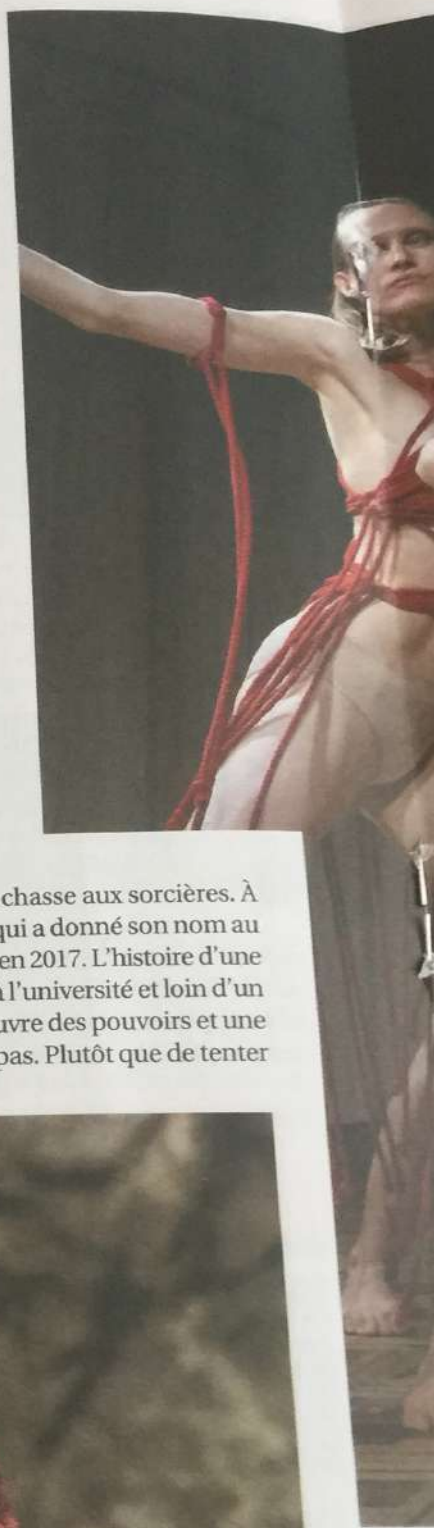 chasse aux sorcières. À
qui a donné son nom au
en 2017. L'histoire d'une
l'université et loin d'un
des pouvoirs et une
pas. Plutôt que de tenter